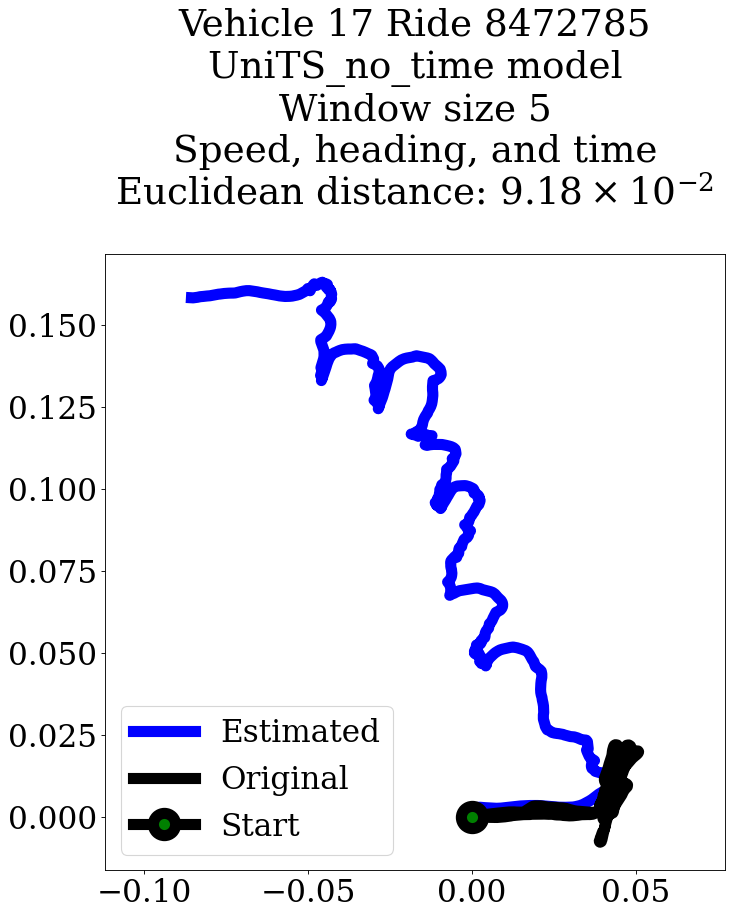 Vehicle 17 Ride 8472785
UniTS_no_time model
Window size 5
Speed, heading, and time
Euclidean distance: 9.18 × 10⁻²
0.150
0.125
0.100
0.075
0.050
0.025
0.000
Estimated
Original
Start
−0.10 −0.05 0.00 0.05